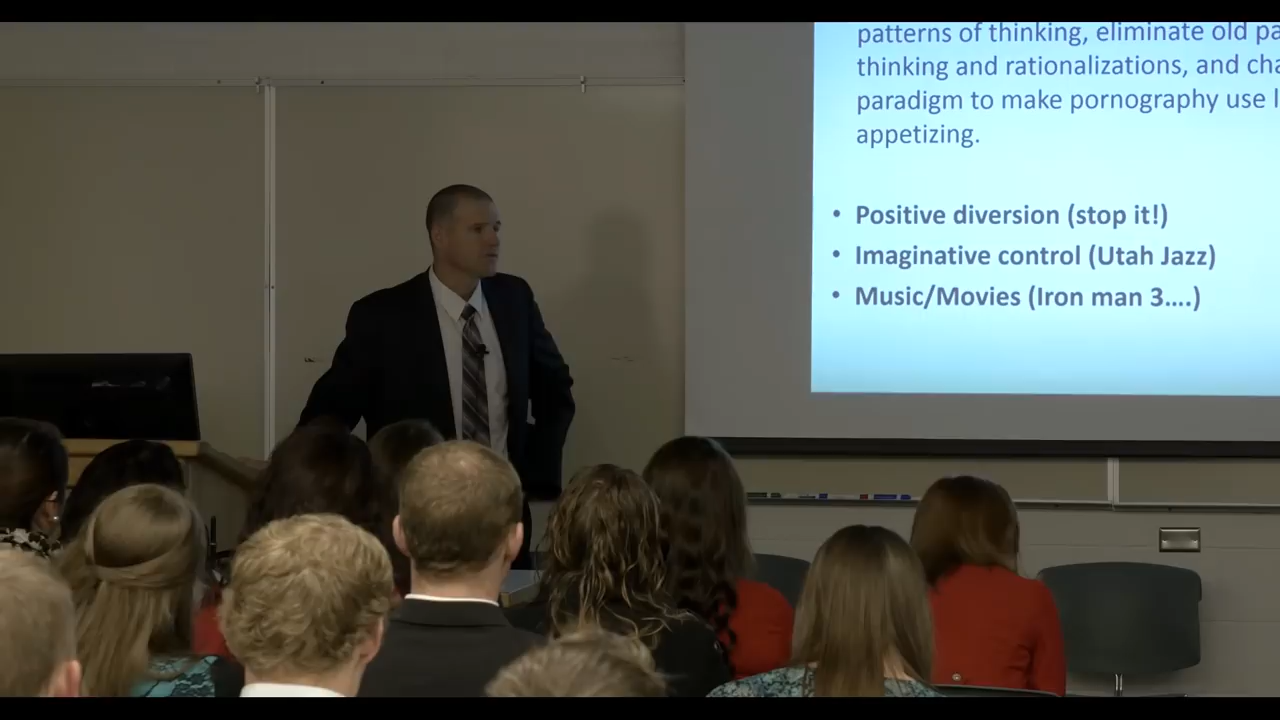 patterns of thinking, eliminate old pa
thinking and rationalizations, and cha
paradigm to make pornography use l
appetizing.
• Positive diversion (stop it!)
• Imaginative control (Utah Jazz)
• Music/Movies (Iron man 3....)